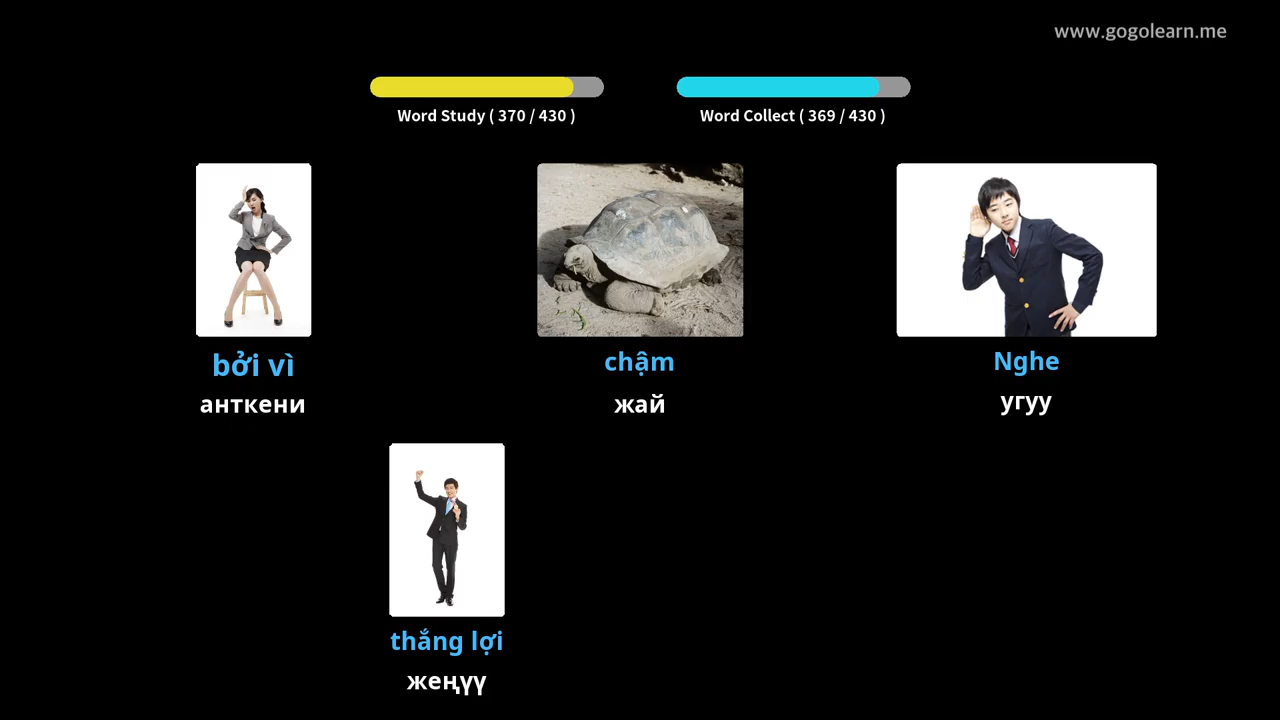 www.gogolearn.me
Word Study ( 370 / 430 )
Word Collect ( 369 / 430 )
bởi vì
анткени
chậm
жай
Nghe
угуу
thắng lợi
жеңүү